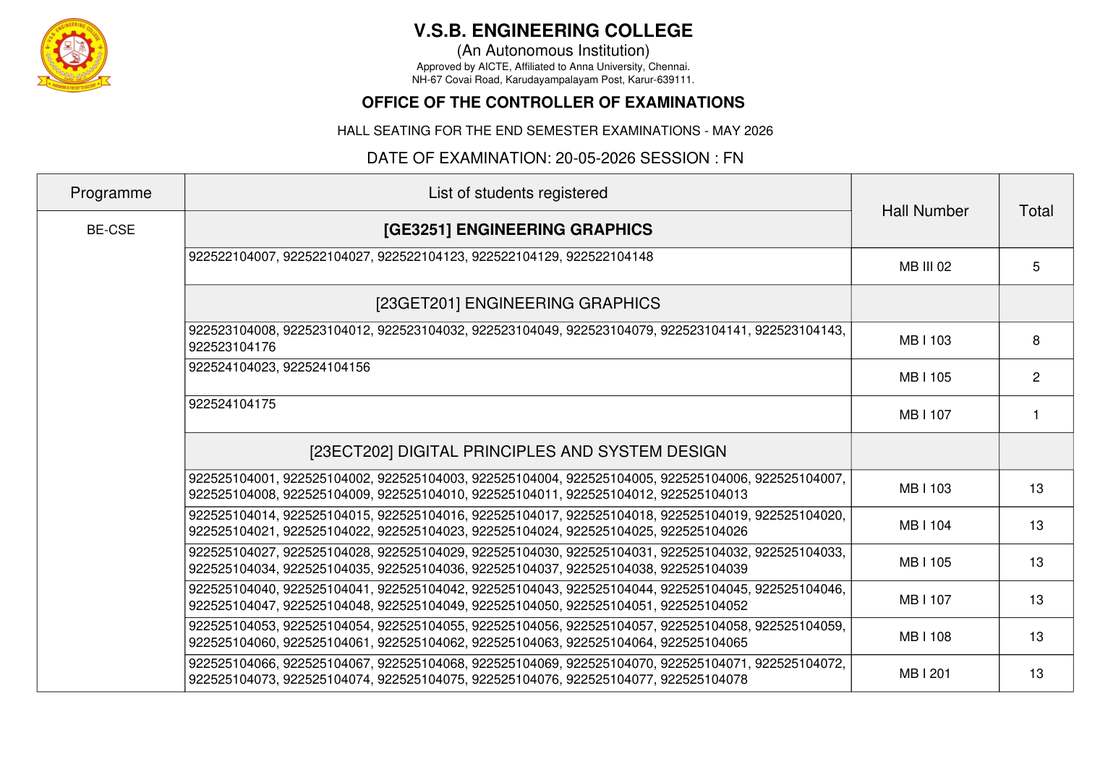 V.S.B. ENGINEERING COLLEGE
(An Autonomous Institution)
Approved by AICTE, Affiliated to Anna University, Chennai.
NH-67 Covai Road, Karudayampalayam Post, Karur-639111.
OFFICE OF THE CONTROLLER OF EXAMINATIONS
HALL SEATING FOR THE END SEMESTER EXAMINATIONS - MAY 2026
DATE OF EXAMINATION: 20-05-2026 SESSION : FN
Programme List of students registered Hall Number Total
BE-CSE [GE3251] ENGINEERING GRAPHICS
922522104007, 922522104027, 922522104123, 922522104129, 922522104148 MB III 02 5
[23GET201] ENGINEERING GRAPHICS
922523104008, 922523104012, 922523104032, 922523104049, 922523104079, 922523104141, 922523104143,
922523104176 MB I 103 8
922524104023, 922524104156 MB I 105 2
922524104175 MB I 107 1
[23ECT202] DIGITAL PRINCIPLES AND SYSTEM DESIGN
922525104001, 922525104002, 922525104003, 922525104004, 922525104005, 922525104006, 922525104007,
922525104008, 922525104009, 922525104010, 922525104011, 922525104012, 922525104013 MB I 103 13
922525104014, 922525104015, 922525104016, 922525104017, 922525104018, 922525104019, 922525104020,
922525104021, 922525104022, 922525104023, 922525104024, 922525104025, 922525104026 MB I 104 13
922525104027, 922525104028, 922525104029, 922525104030, 922525104031, 922525104032, 922525104033,
922525104034, 922525104035, 922525104036, 922525104037, 922525104038, 922525104039 MB I 105 13
922525104040, 922525104041, 922525104042, 922525104043, 922525104044, 922525104045, 922525104046,
922525104047, 922525104048, 922525104049, 922525104050, 922525104051, 922525104052 MB I 107 13
922525104053, 922525104054, 922525104055, 922525104056, 922525104057, 922525104058, 922525104059,
922525104060, 922525104061, 922525104062, 922525104063, 922525104064, 922525104065 MB I 108 13
922525104066, 922525104067, 922525104068, 922525104069, 922525104070, 922525104071, 922525104072,
922525104073, 922525104074, 922525104075, 922525104076, 922525104077, 922525104078 MB I 201 13